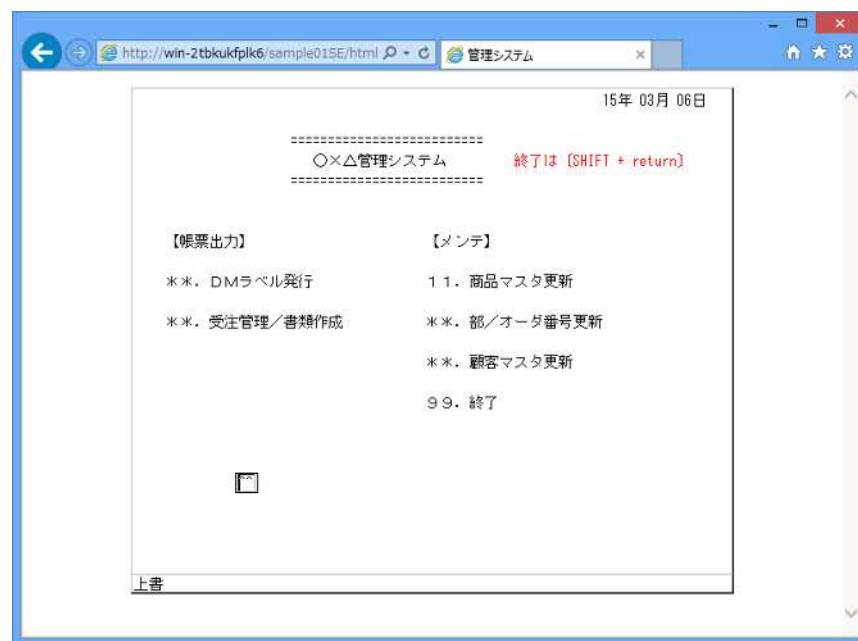 http://win-2tbkukfplk6/sample01SE/html
管理システム
15年 03月 06日
==========================
○×△管理システム 終了は (SHIFT + return)
==========================
【帳票出力】 【メンテ】
**．DMラベル発行 11．商品マスタ更新
**．受注管理／書類作成 **．部／オーダ番号更新
**．顧客マスタ更新
99．終了
上書